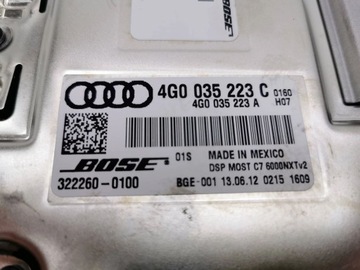 BOSE
4G0 035 223 C 0160
4G0 035 223 A H07
BOSE 01S MADE IN MEXICO
DSP MOST C7 6000NXTv2
322260-0100 BGE-001 13.06.12 0215 1609